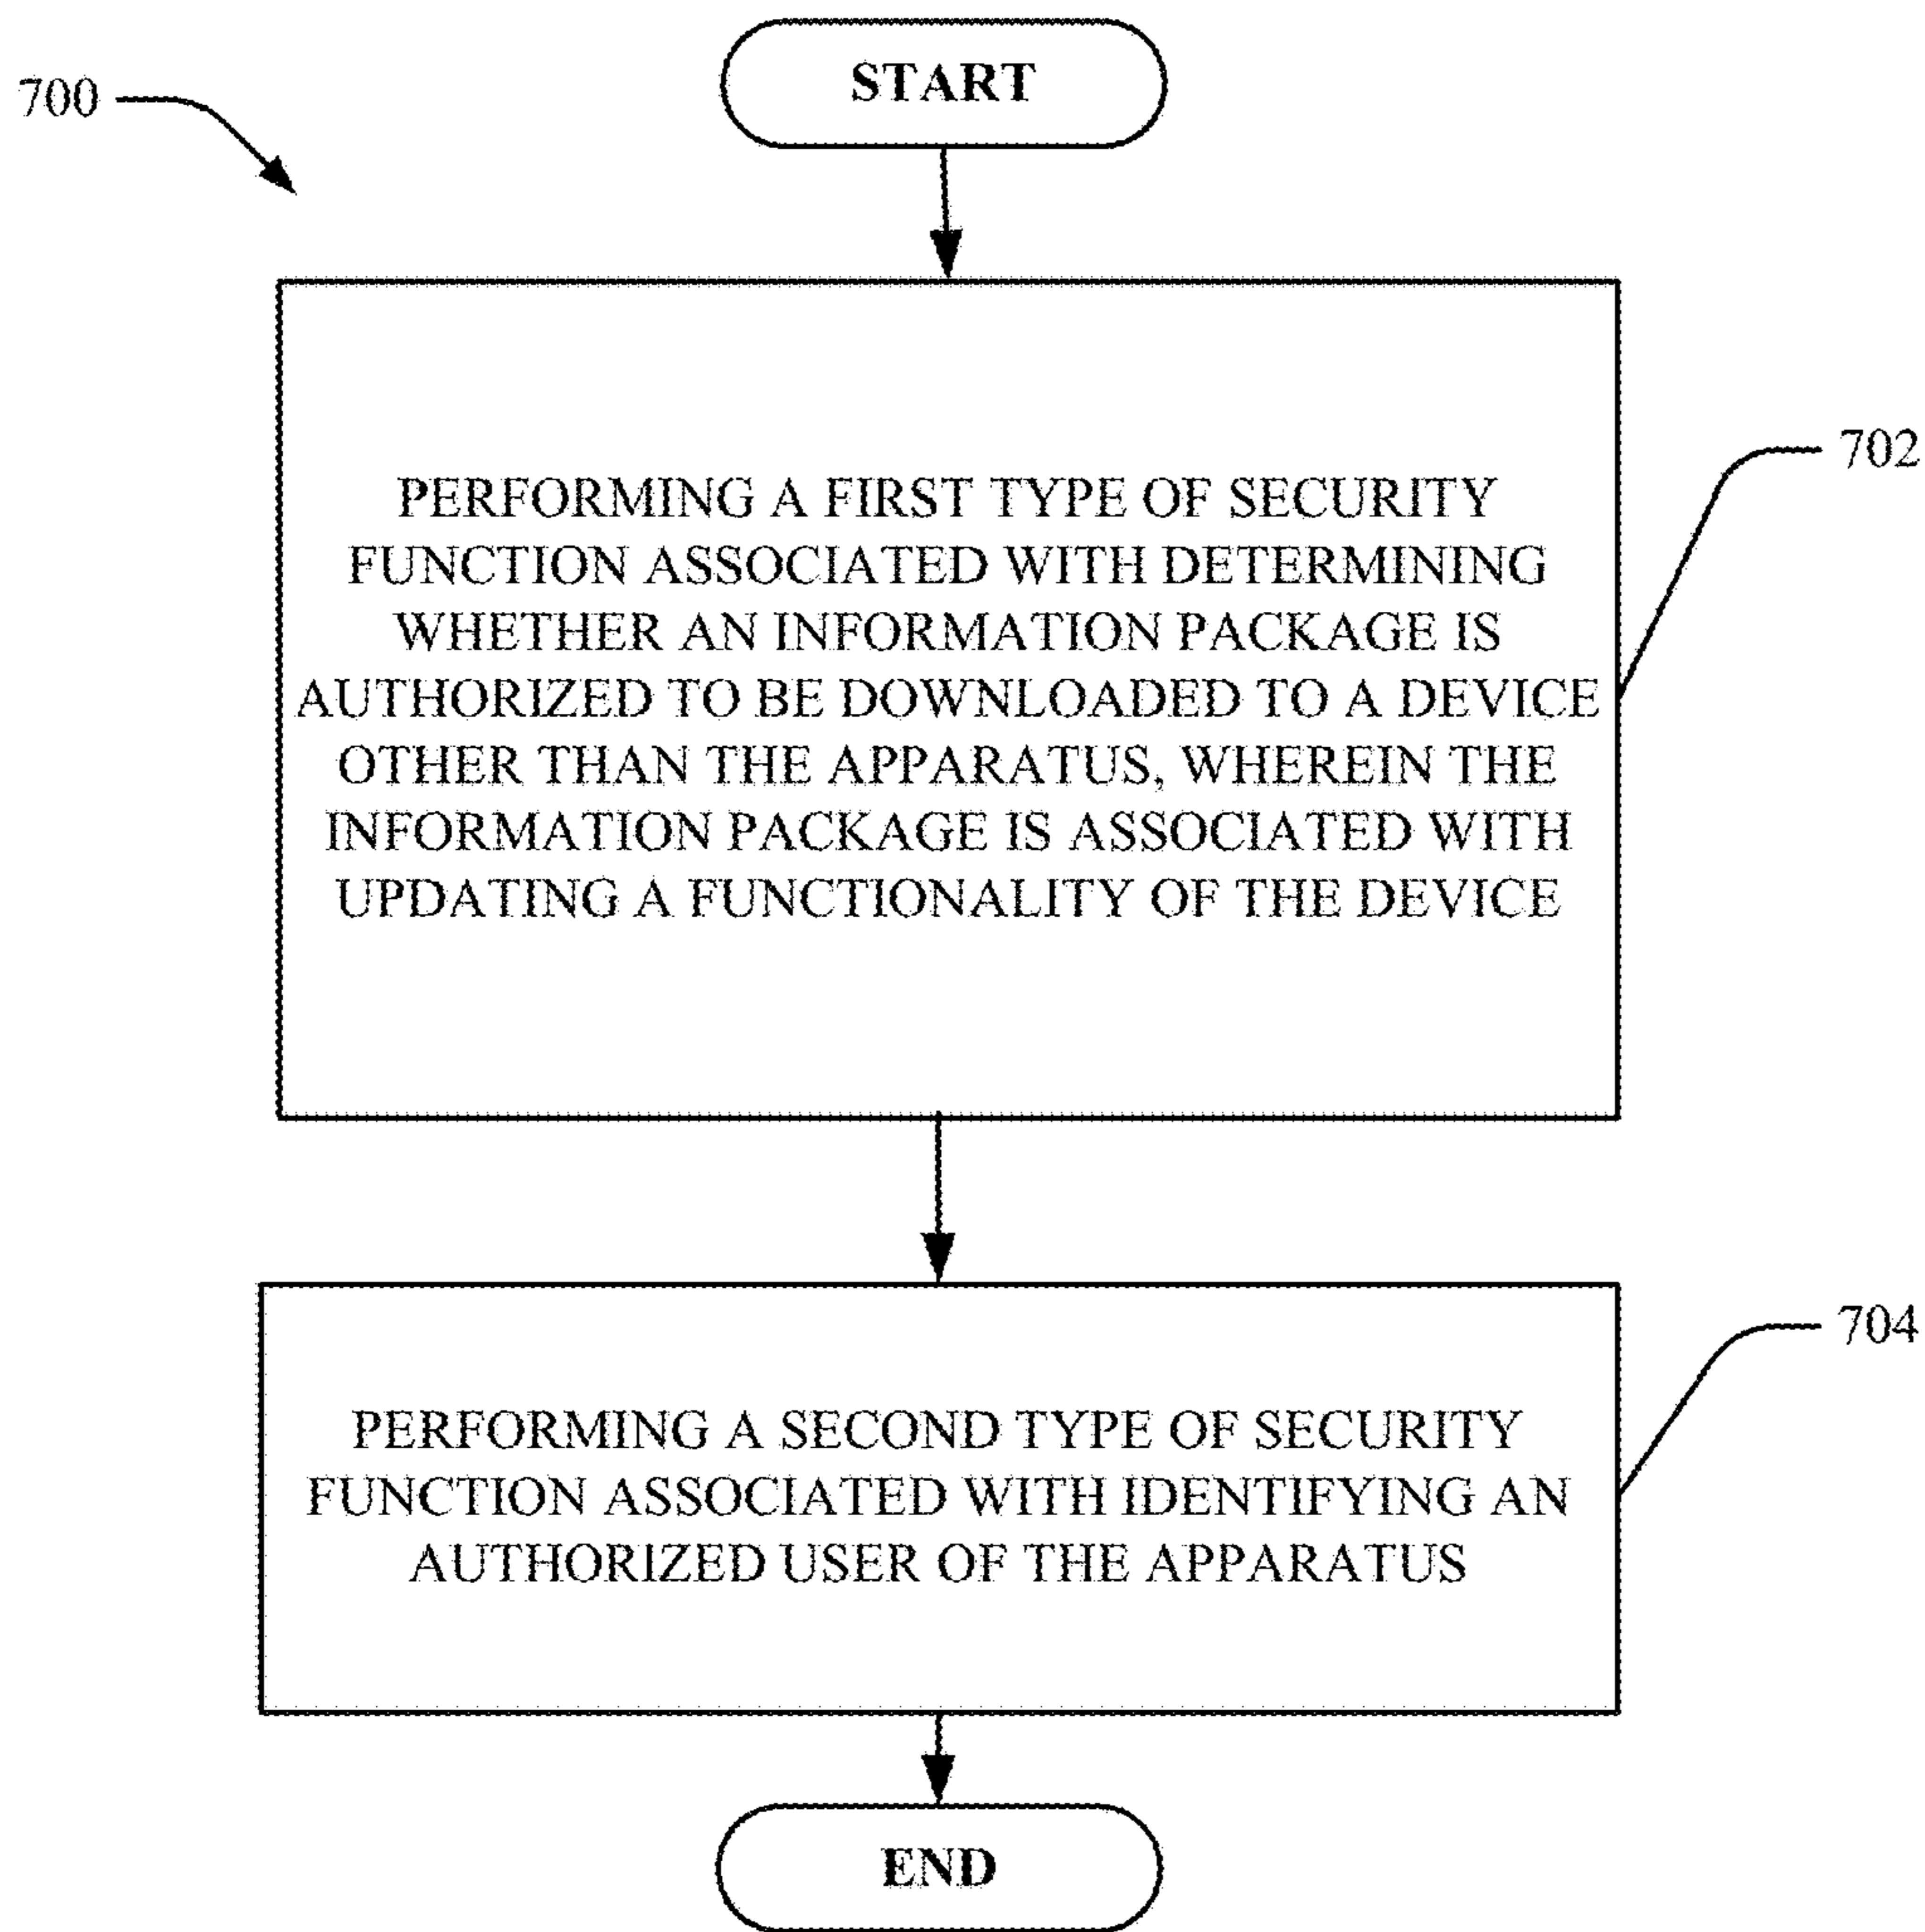 START
700
PERFORMING A FIRST TYPE OF SECURITY
FUNCTION ASSOCIATED WITH DETERMINING
WHETHER AN INFORMATION PACKAGE IS
AUTHORIZED TO BE DOWNLOADED TO A DEVICE
OTHER THAN THE APPARATUS, WHEREIN THE
INFORMATION PACKAGE IS ASSOCIATED WITH
UPDATING A FUNCTIONALITY OF THE DEVICE
702
PERFORMING A SECOND TYPE OF SECURITY
FUNCTION ASSOCIATED WITH IDENTIFYING AN
AUTHORIZED USER OF THE APPARATUS
704
END